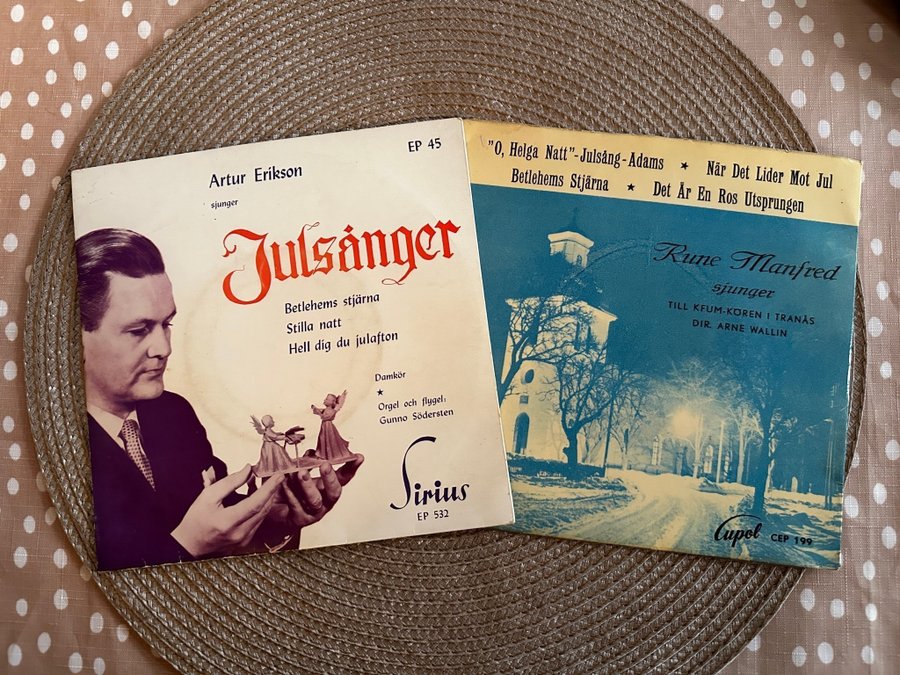 EP 45
Artur Erikson
sjunger
Julsånger
Betlehems stjärna
Stilla natt
Hell dig du julafton
Damkör
★
Orgel och flygel:
Gunno Södersten
Sirius
EP 532
"O, Helga Natt"-Julsång-Adams ★ När Det Lider Mot Jul
Betlehems Stjärna ★ Det Är En Ros Utsprungen
Rune Manfred
sjunger
TILL KFUM-KÖREN I TRANÅS
DIR. ARNE WALLIN
Cupol CEP 199